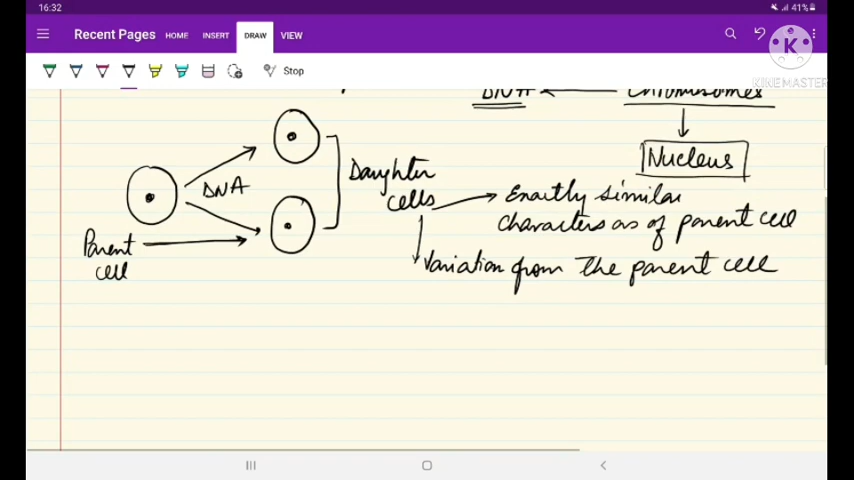 16:32
41%
Recent Pages HOME INSERT DRAW VIEW
K
KINEMASTER
Stop
DNA Chromosomes
Nucleus
DNA
Daughter
cells
Exactly similar
characters as of parent cell
Parent
cell
Variation from the parent cell